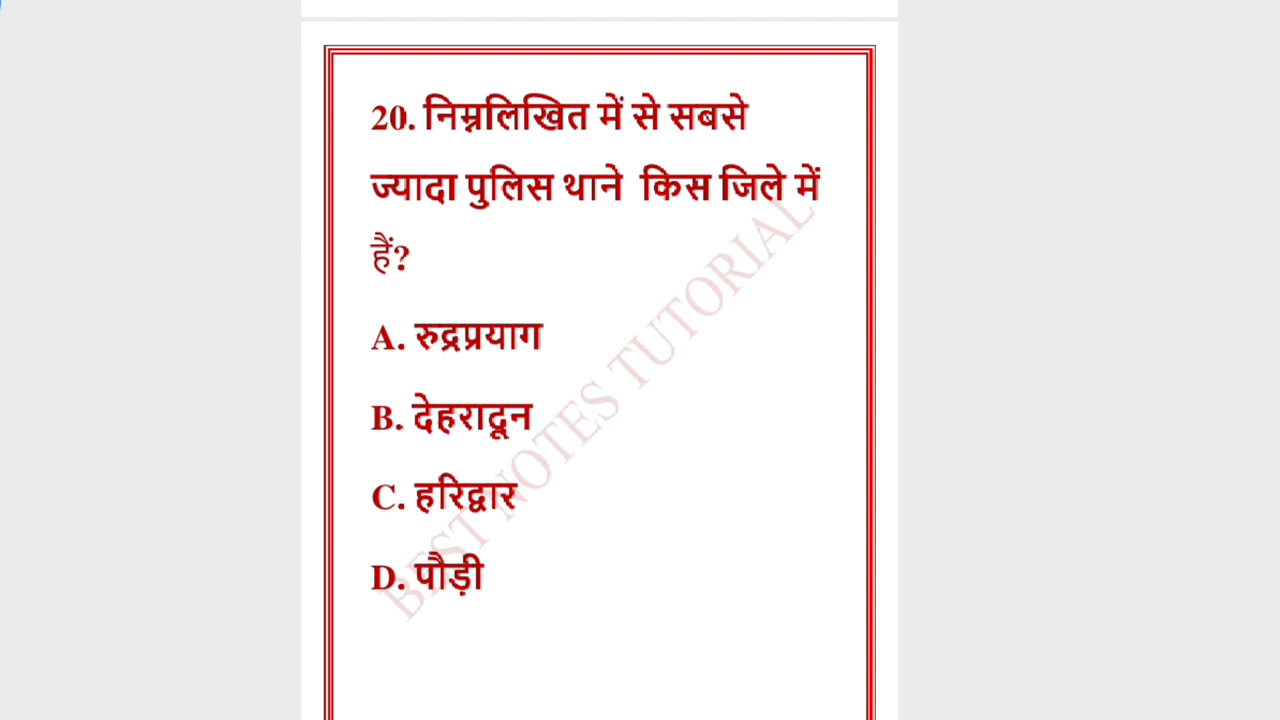 20. निम्नलिखित में से सबसे
ज्यादा पुलिस थाने किस जिले में
हैं?
A. रुद्रप्रयाग
B. देहरादून
C. हरिद्वार
D. पौड़ी
BEST NOTES TUTORIAL